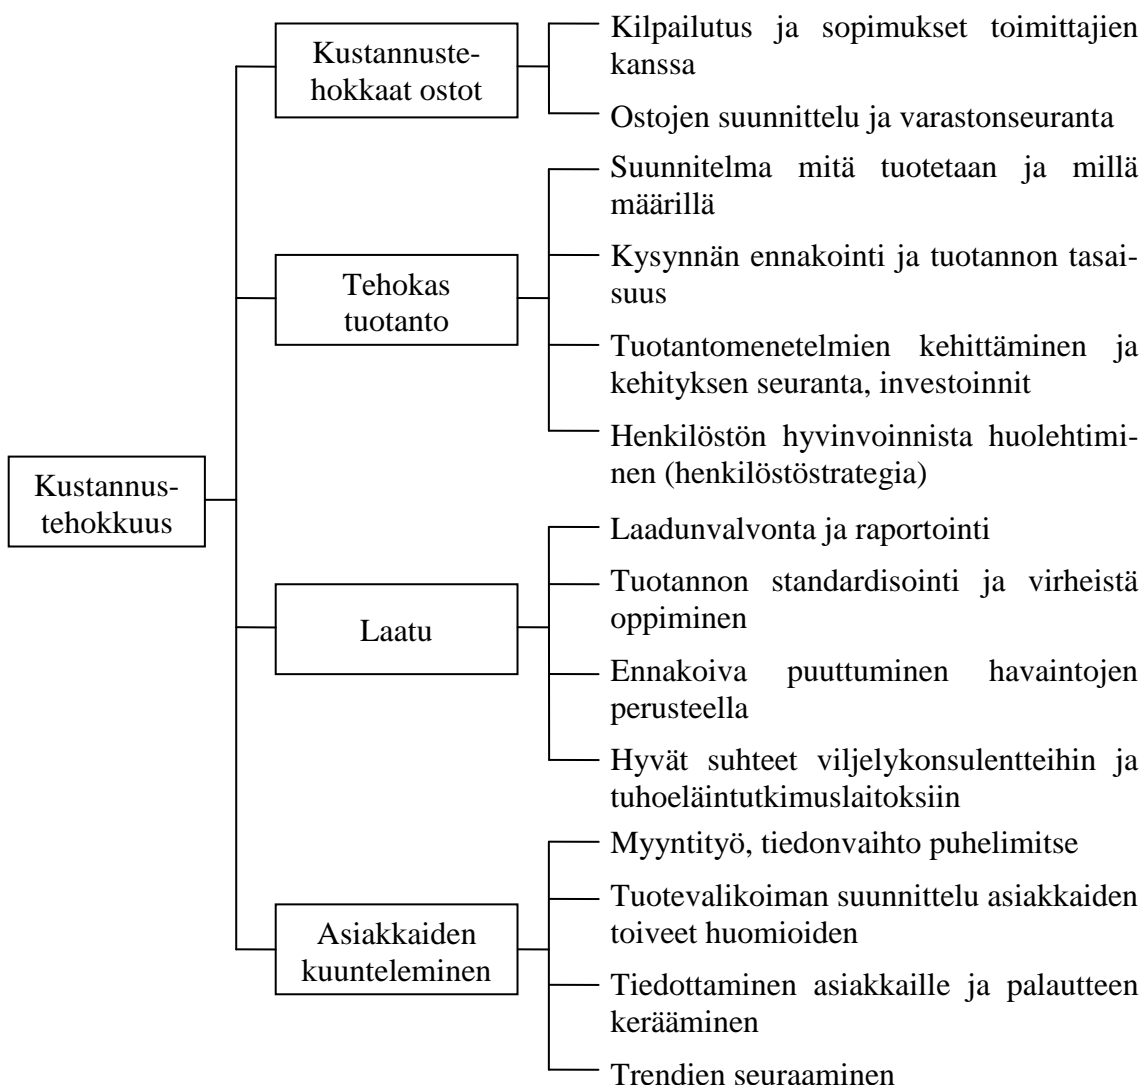 Kustannuste-
hokkaat ostot
Kilpailutus ja sopimukset toimittajien
kanssa
Ostojen suunnittelu ja varastonseuranta
Tehokas
tuotanto
Suunnitelma mitä tuotetaan ja millä
määrillä
Kysynnän ennakointi ja tuotannon tasai-
suus
Tuotantomenetelmien kehittäminen ja
kehityksen seuranta, investoinnit
Henkilöstön hyvinvoinnista huolehtimi-
nen (henkilöstöstrategia)
Kustannus-
tehokkuus
Laatu
Laadunvalvonta ja raportointi
Tuotannon standardisointi ja virheistä
oppiminen
Ennakoiva puuttuminen havaintojen
perusteella
Hyvät suhteet viljelykonsulentteihin ja
tuhoeläintutkimuslaitoksiin
Asiakkaiden
kuunteleminen
Myyntityö, tiedonvaihto puhelimitse
Tuotevalikoiman suunnittelu asiakkaiden
toiveet huomioiden
Tiedottaminen asiakkaille ja palautteen
kerääminen
Trendien seuraaminen